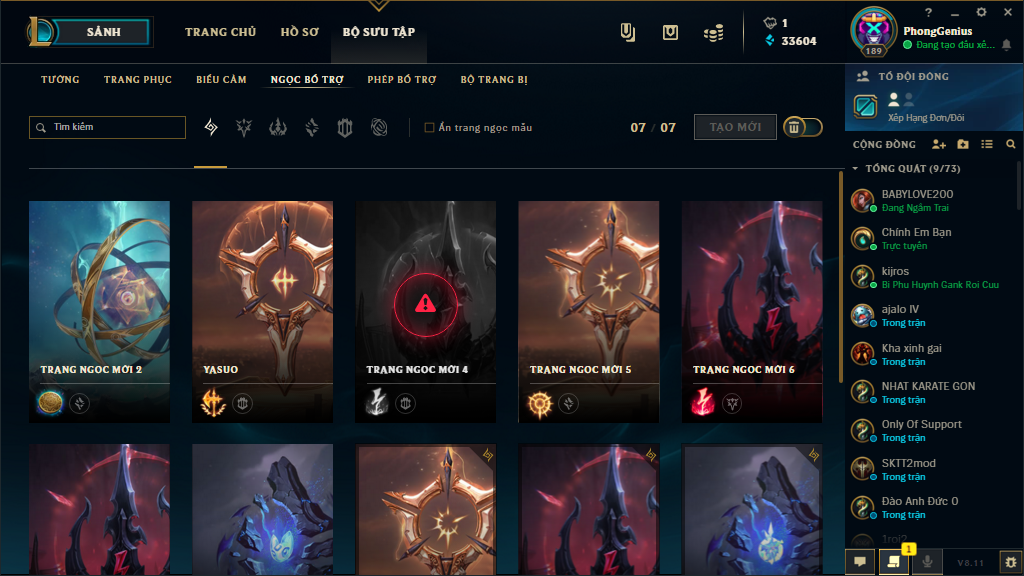 SẢNH
TRANG CHỦ
HỒ SƠ
BỘ SƯU TẬP
1
33604
?
189
PhongGenius
Đang tạo đấu xế...
TƯỚNG
TRANG PHỤC
BIỂU CẢM
NGỌC BỔ TRỢ
PHÉP BỔ TRỢ
BỘ TRANG BỊ
Tìm kiếm
Ẩn trang ngọc mẫu
07 / 07
TẠO MỚI
TRANG NGỌC MỚI 2
YASUO
TRANG NGỌC MỚI 4
TRANG NGỌC MỚI 5
TRANG NGỌC MỚI 6
TỔ ĐỘI ĐÓNG
Xếp Hạng Đơn/Đôi
CỘNG ĐỒNG
TỔNG QUÁT (9/73)
BABYLOVE200
Đang Ngắm Trai
Chính Em Bạn
Trực tuyến
kijros
Bi Phu Huynh Gank Roi Cuu
ajalo IV
Trong trận
Kha xinh gai
Trong trận
NHAT KARATE GON
Trong trận
Only Of Support
Trong trận
SKTT2mod
Trong trận
Đào Anh Đức 0
Trong trận
1roi2
1
V8.11